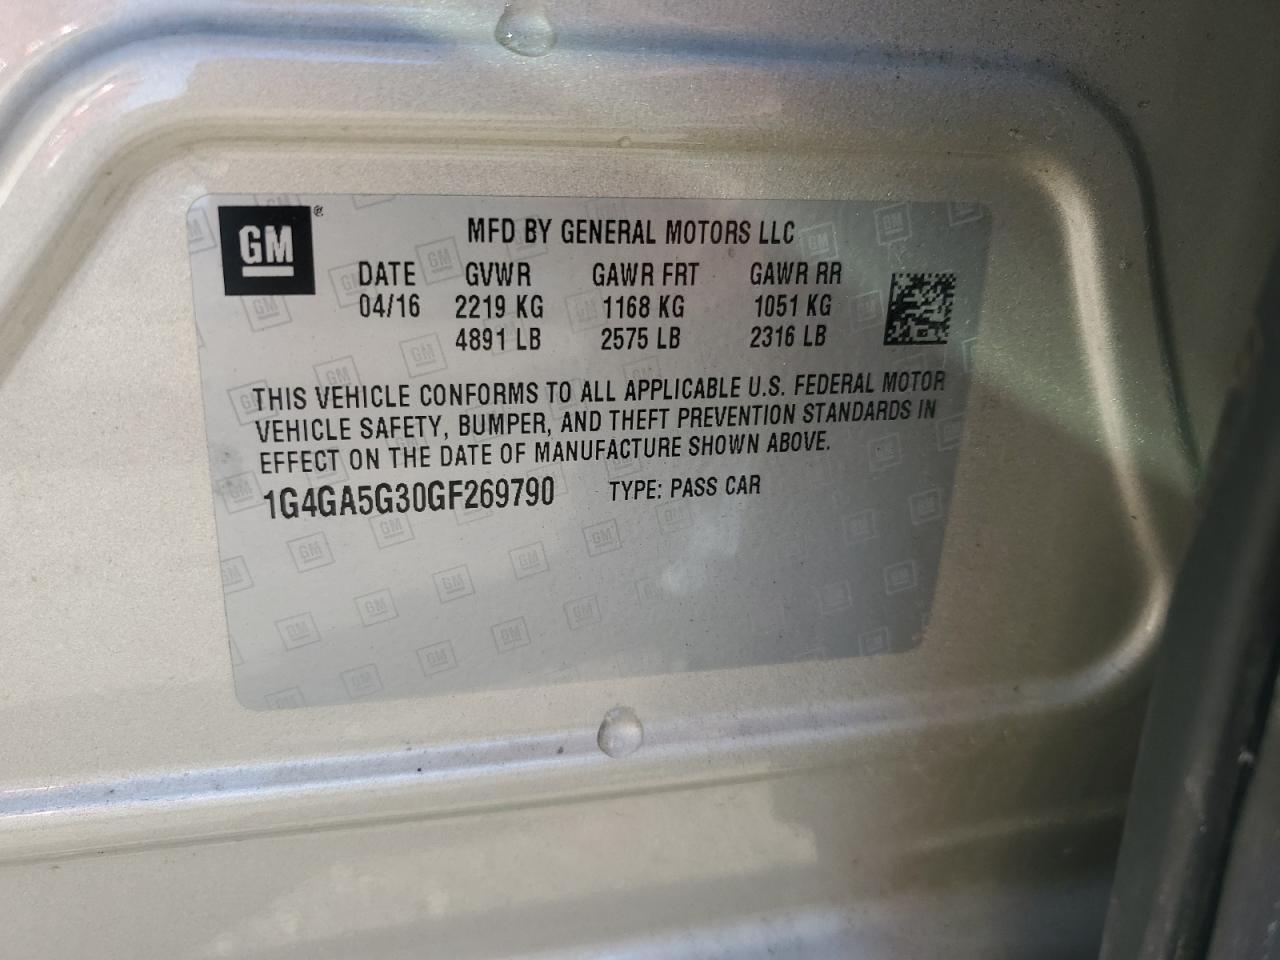 GM®
MFD BY GENERAL MOTORS LLC
DATE GVWR GAWR FRT GAWR RR
04/16 2219 KG 1168 KG 1051 KG
4891 LB 2575 LB 2316 LB
THIS VEHICLE CONFORMS TO ALL APPLICABLE U.S. FEDERAL MOTOR
VEHICLE SAFETY, BUMPER, AND THEFT PREVENTION STANDARDS IN
EFFECT ON THE DATE OF MANUFACTURE SHOWN ABOVE.
1G4GA5G30GF269790 TYPE: PASS CAR